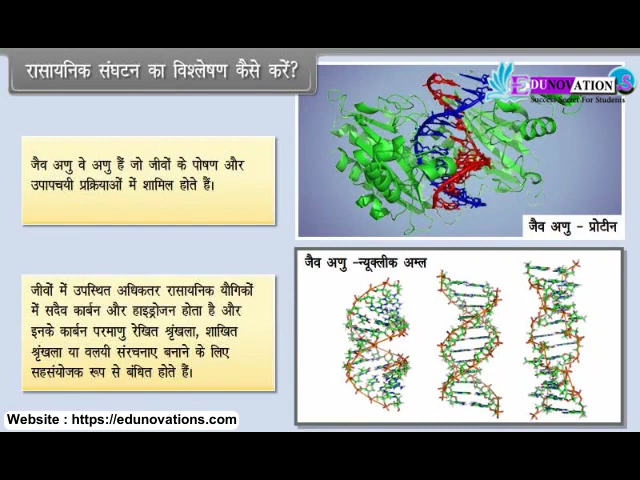 रासायनिक संघटन का विश्लेषण कैसे करें?
EDUNOVATIONS
Success Secret For Students
जैव अणु वे अणु हैं जो जीवों के पोषण और
उपापचयी प्रक्रियाओं में शामिल होते हैं।
जैव अणु - प्रोटीन
जैव अणु -न्यूक्लीक अम्ल
जीवों में उपस्थित अधिकतर रासायनिक यौगिकों
में सदैव कार्बन और हाइड्रोजन होता है और
इनके कार्बन परमाणु रेखित श्रृंखला, शाखित
श्रृंखला या वलयी संरचनाए बनाने के लिए
सहसंयोजक रूप से बंधित होते हैं।
Website : https://edunovations.com